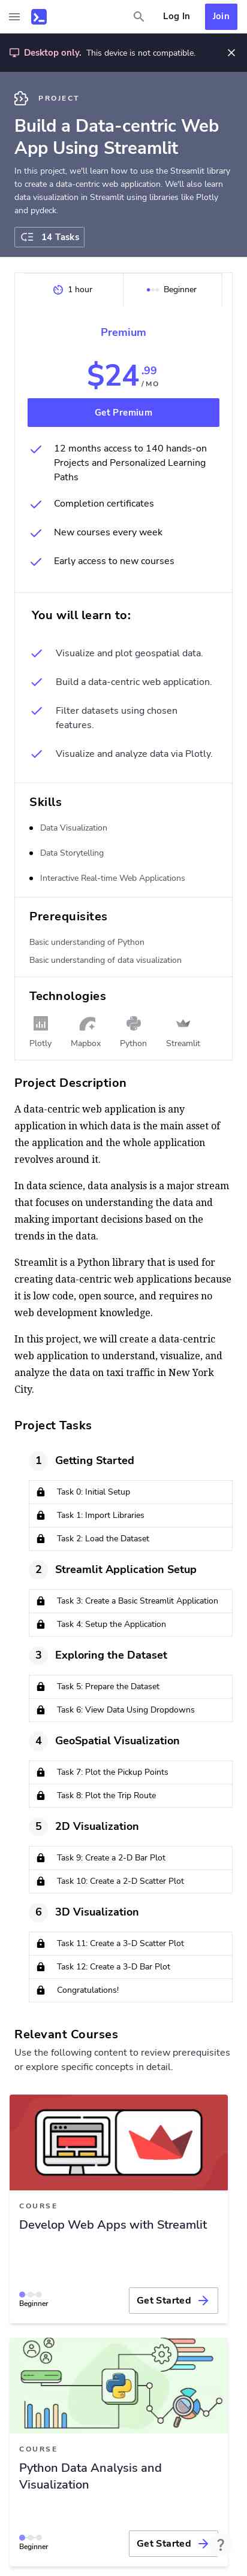 Log In
Join
Desktop only. This device is not compatible.
PROJECT
Build a Data-centric Web
App Using Streamlit
In this project, we'll learn how to use the Streamlit library
to create a data-centric web application. We'll also learn
data visualization in Streamlit using libraries like Plotly
and pydeck.
14 Tasks
1 hour
Beginner
Premium
$24.99
/ MO
Get Premium
12 months access to 140 hands-on
Projects and Personalized Learning
Paths
Completion certificates
New courses every week
Early access to new courses
You will learn to:
Visualize and plot geospatial data.
Build a data-centric web application.
Filter datasets using chosen
features.
Visualize and analyze data via Plotly.
Skills
Data Visualization
Data Storytelling
Interactive Real-time Web Applications
Prerequisites
Basic understanding of Python
Basic understanding of data visualization
Technologies
Plotly
Mapbox
Python
Streamlit
Project Description
A data-centric web application is any
application in which data is the main asset of
the application and the whole application
revolves around it.
In data science, data analysis is a major stream
that focuses on understanding the data and
making important decisions based on the
trends in the data.
Streamlit is a Python library that is used for
creating data-centric web applications because
it is low code, open source, and requires no
web development knowledge.
In this project, we will create a data-centric
web application to understand, visualize, and
analyze the data on taxi traffic in New York
City.
Project Tasks
1 Getting Started
Task 0: Initial Setup
Task 1: Import Libraries
Task 2: Load the Dataset
2 Streamlit Application Setup
Task 3: Create a Basic Streamlit Application
Task 4: Setup the Application
3 Exploring the Dataset
Task 5: Prepare the Dataset
Task 6: View Data Using Dropdowns
4 GeoSpatial Visualization
Task 7: Plot the Pickup Points
Task 8: Plot the Trip Route
5 2D Visualization
Task 9: Create a 2-D Bar Plot
Task 10: Create a 2-D Scatter Plot
6 3D Visualization
Task 11: Create a 3-D Scatter Plot
Task 12: Create a 3-D Bar Plot
Congratulations!
Relevant Courses
Use the following content to review prerequisites
or explore specific concepts in detail.
COURSE
Develop Web Apps with Streamlit
Beginner
Get Started
COURSE
Python Data Analysis and
Visualization
Beginner
Get Started
?